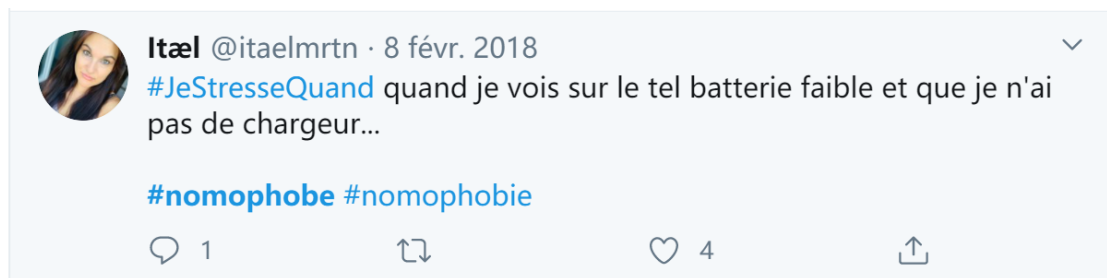 Itæl @itaelmrtn · 8 févr. 2018
#JeStresseQuand quand je vois sur le tel batterie faible et que je n'ai
pas de chargeur...
#nomophobe #nomophobie
1 4